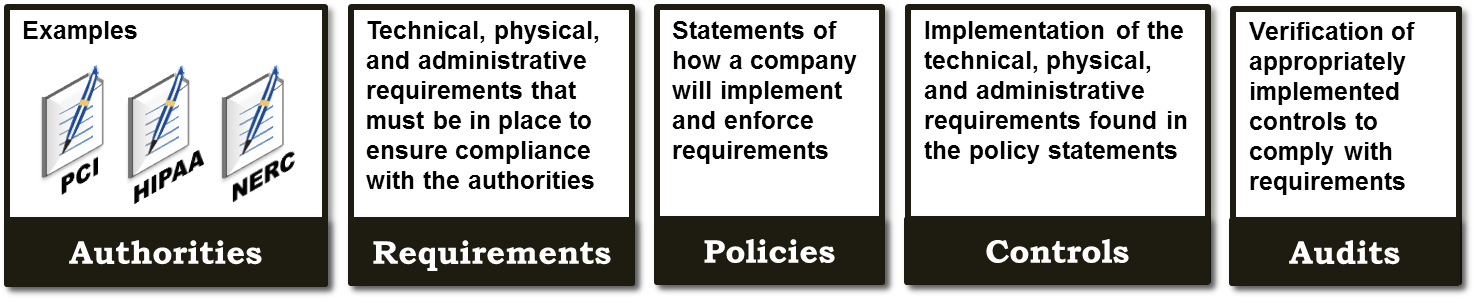 Examples
PCI
HIPAA
NERC
Authorities
Technical, physical,
and administrative
requirements that
must be in place to
ensure compliance
with the authorities
Requirements
Statements of
how a company
will implement
and enforce
requirements
Policies
Implementation of the
technical, physical,
and administrative
requirements found in
the policy statements
Controls
Verification of
appropriately
implemented
controls to
comply with
requirements
Audits